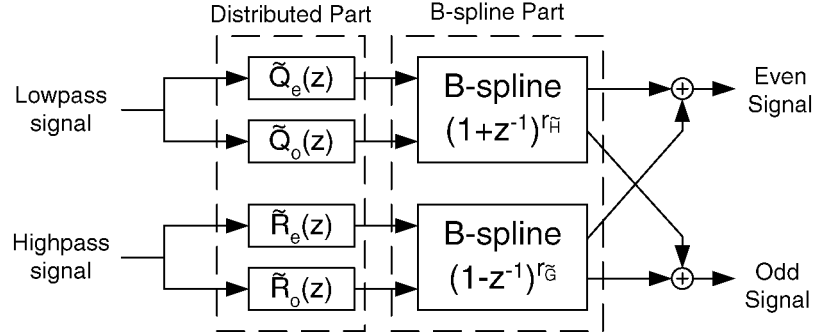 Distributed Part
B-spline Part
Lowpass
signal
Q̃ₑ(z)
Q̃ₒ(z)
B-spline
(1+z⁻¹)^{r_H̃}
+
Even
Signal
Highpass
signal
R̃ₑ(z)
R̃ₒ(z)
B-spline
(1-z⁻¹)^{r_G̃}
+
Odd
Signal